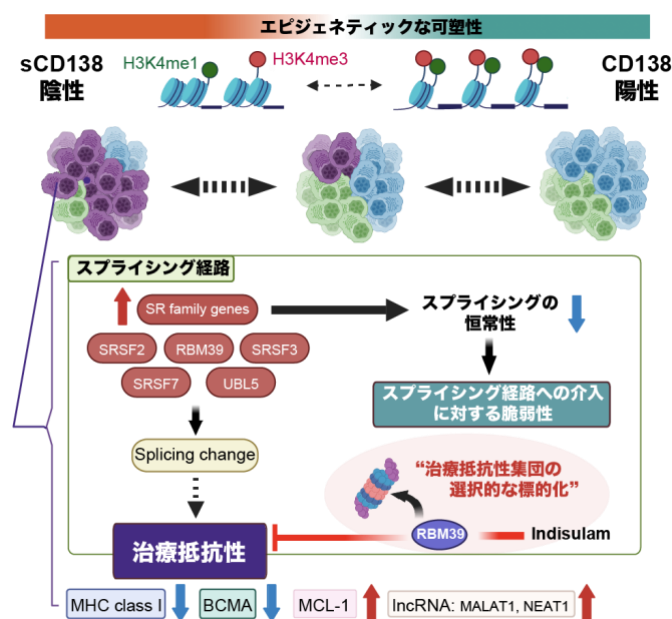 エピジェネティックな可塑性
sCD138
陰性
H3K4me1
H3K4me3
CD138
陽性
スプライシング経路
SR family genes
SRSF2
RBM39
SRSF3
SRSF7
UBL5
スプライシングの
恒常性
スプライシング経路への介入
に対する脆弱性
Splicing change
“治療抵抗性集団の
選択的な標的化”
治療抵抗性
RBM39
Indisulam
MHC class I
BCMA
MCL-1
lncRNA: MALAT1, NEAT1